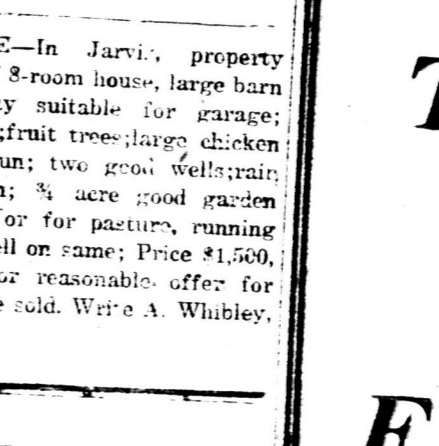 E—In Jarvis, property
8-room house, large barn
y suitable for garage;
;fruit trees;large chicken
un; two good wells;rain
n; ¾ acre good garden
or for pasture, running
ll on same; Price $1,500,
or reasonable offer for
e sold. Write A. Whibley,
T
E